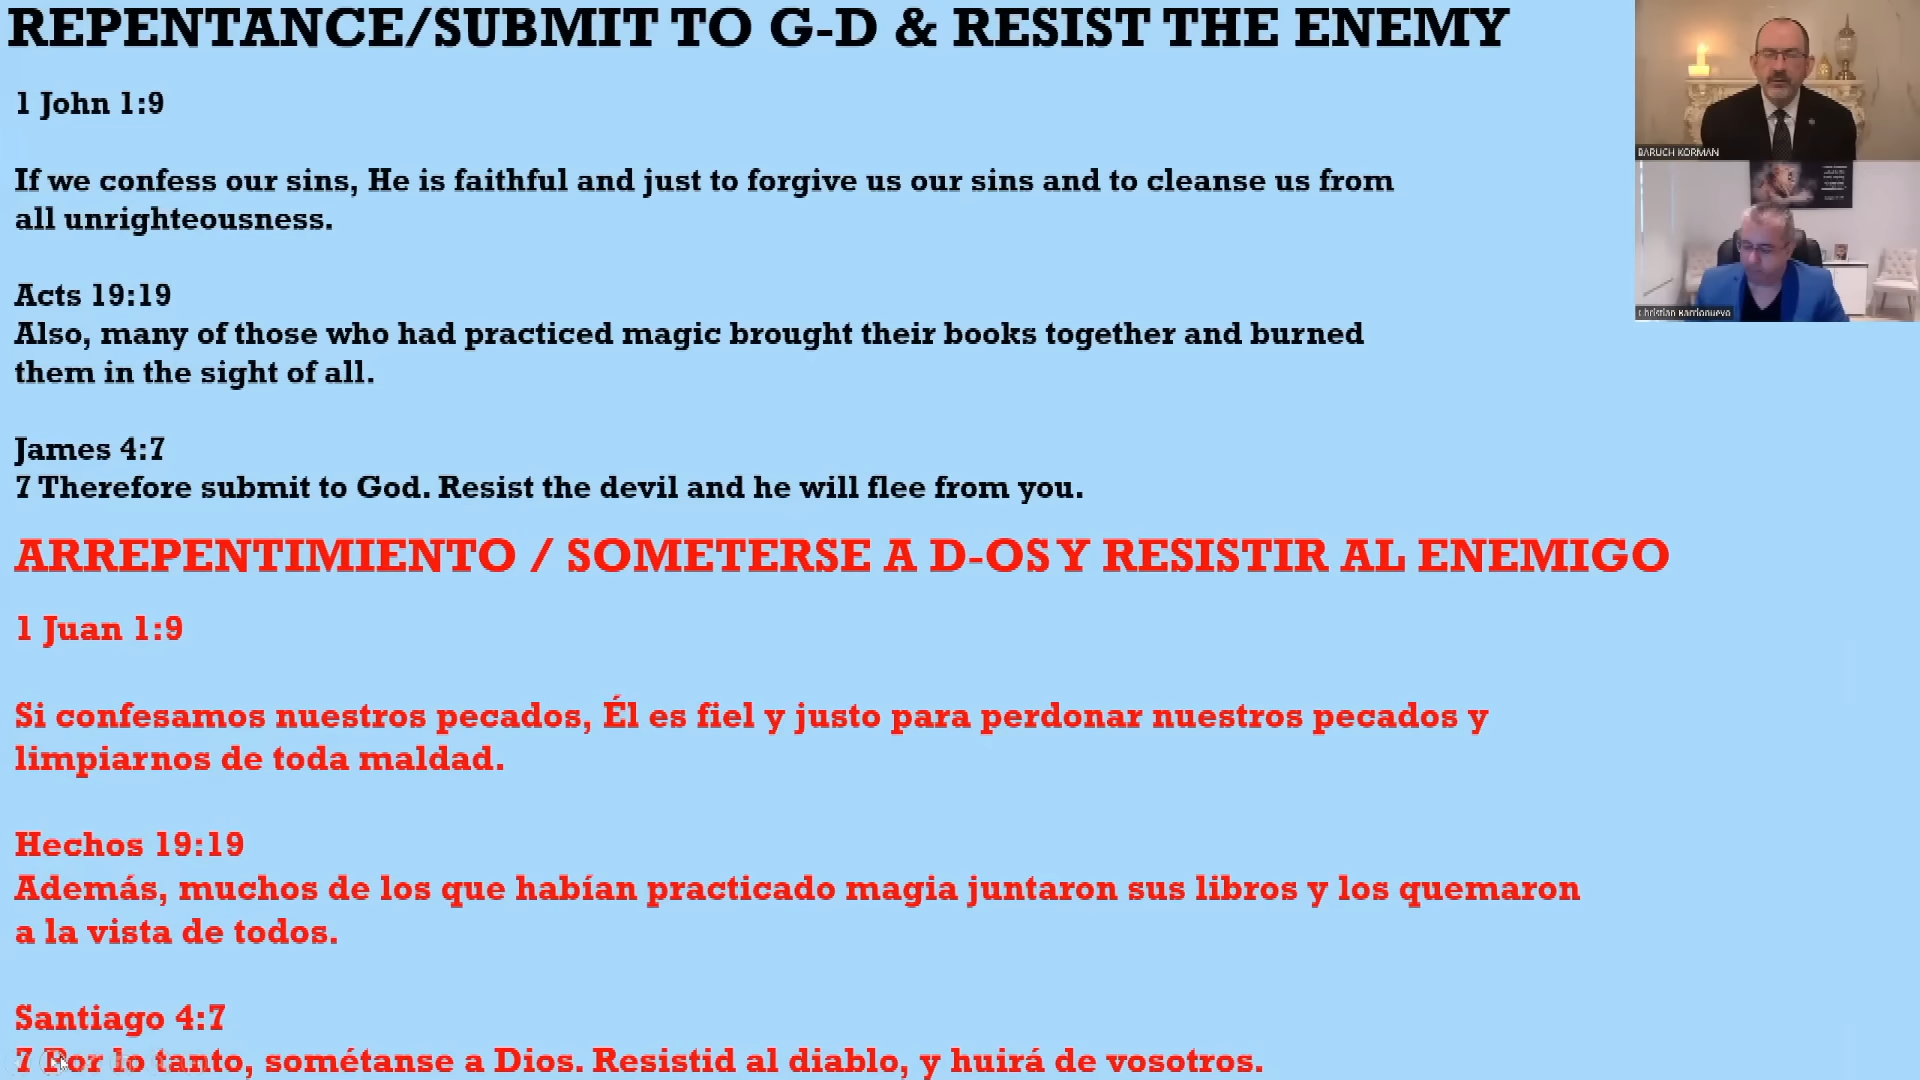 REPENTANCE/SUBMIT TO G-D & RESIST THE ENEMY
1 John 1:9
If we confess our sins, He is faithful and just to forgive us our sins and to cleanse us from
all unrighteousness.
Acts 19:19
Also, many of those who had practiced magic brought their books together and burned
them in the sight of all.
James 4:7
7 Therefore submit to God. Resist the devil and he will flee from you.
ARREPENTIMIENTO / SOMETERSE A D-OS Y RESISTIR AL ENEMIGO
1 Juan 1:9
Si confesamos nuestros pecados, Él es fiel y justo para perdonar nuestros pecados y
limpiarnos de toda maldad.
Hechos 19:19
Además, muchos de los que habían practicado magia juntaron sus libros y los quemaron
a la vista de todos.
Santiago 4:7
7 Por lo tanto, sométanse a Dios. Resistid al diablo, y huirá de vosotros.
BARUCH KORMAN
Christian Barrionuevo